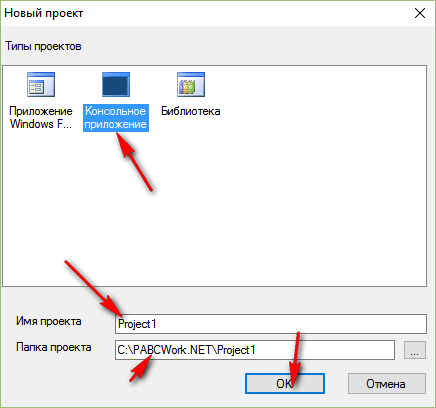 Новый проект
Типы проектов
Приложение
Windows F...
Консольное
приложение
Библиотека
Имя проекта
Project1
Папка проекта
C:\PABCWork.NET\Project1
...
OK
Отмена